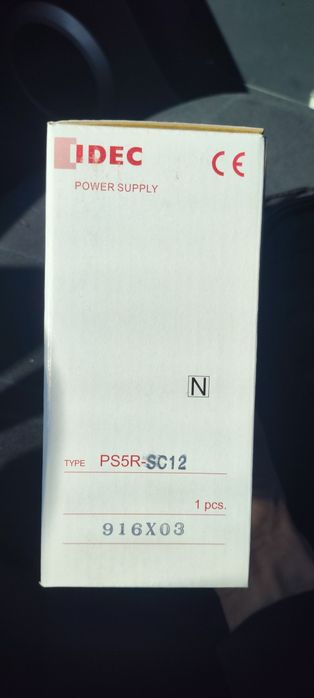 IDEC CE
POWER SUPPLY
N
TYPE PS5R-SC12
1 pcs.
916X03